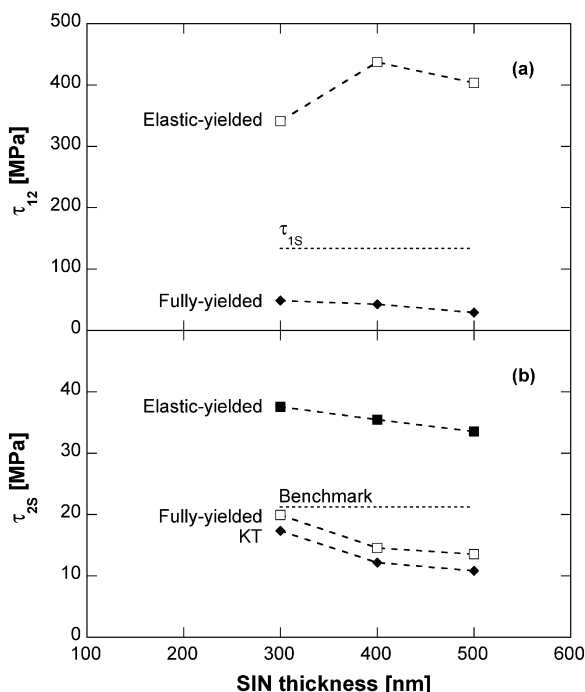 500
(a)
400
Elastic-yielded
300
τ12 [MPa]
200
τ1S
100
Fully-yielded
0
(b)
40
Elastic-yielded
30
τ2S [MPa]
Benchmark
20
Fully-yielded
KT
10
0
100 200 300 400 500 600
SIN thickness [nm]